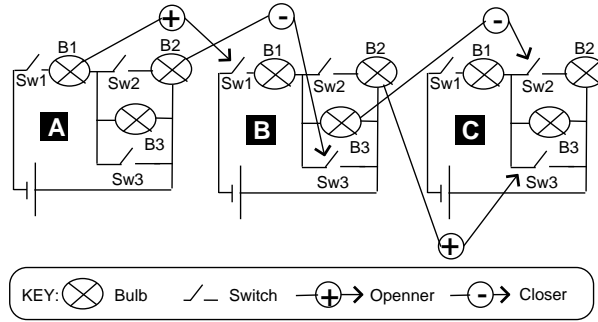 B1 + B2 - B1 B2 - B1 B2
Sw1 Sw2 Sw1 Sw2 Sw1 Sw2
A B3 B B3 C B3
Sw3 Sw3 Sw3
+
KEY: Bulb Switch + Openner - Closer